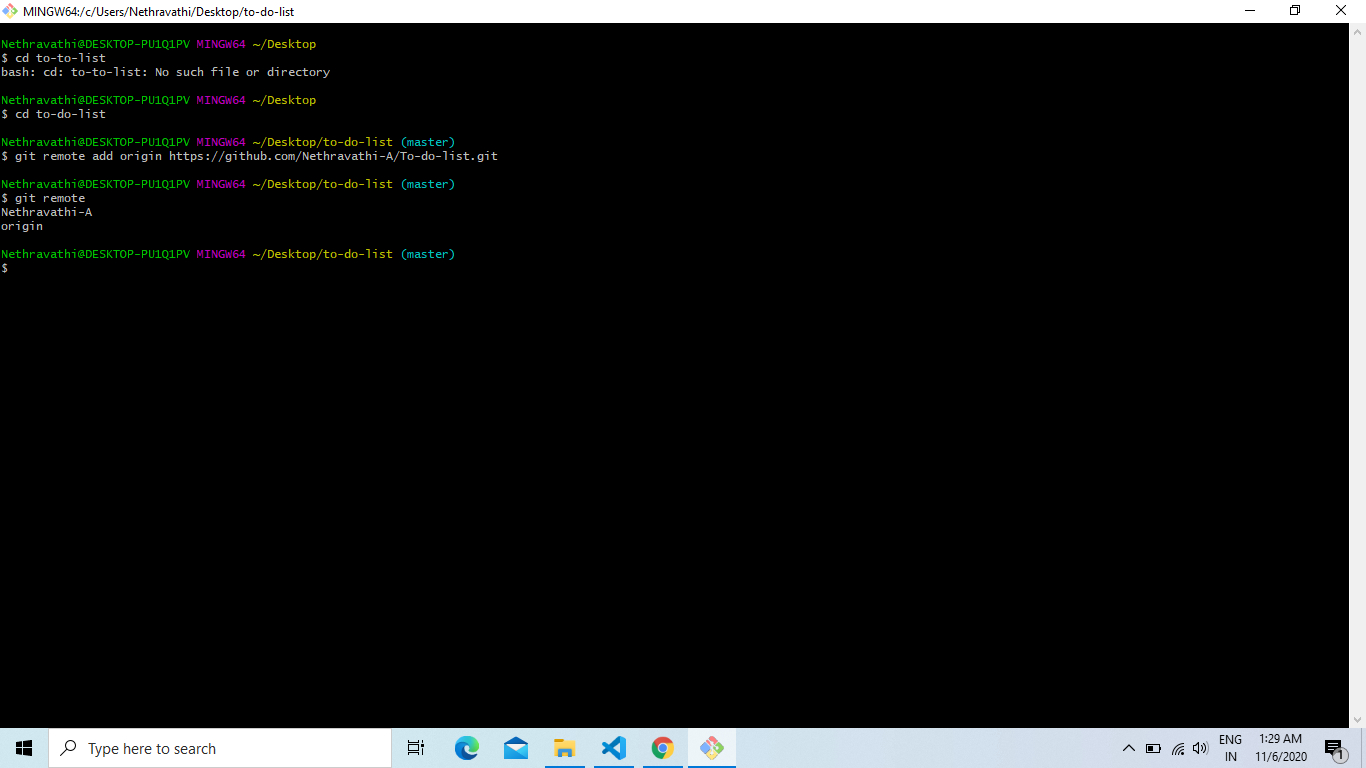 MINGW64:/c/Users/Nethravathi/Desktop/to-do-list
Nethravathi@DESKTOP-PU1Q1PV MINGW64 ~/Desktop
$ cd to-to-list
bash: cd: to-to-list: No such file or directory
Nethravathi@DESKTOP-PU1Q1PV MINGW64 ~/Desktop
$ cd to-do-list
Nethravathi@DESKTOP-PU1Q1PV MINGW64 ~/Desktop/to-do-list (master)
$ git remote add origin https://github.com/Nethravathi-A/To-do-list.git
Nethravathi@DESKTOP-PU1Q1PV MINGW64 ~/Desktop/to-do-list (master)
$ git remote
Nethravathi-A
origin
Nethravathi@DESKTOP-PU1Q1PV MINGW64 ~/Desktop/to-do-list (master)
$
Type here to search
ENG
IN
1:29 AM
11/6/2020
1